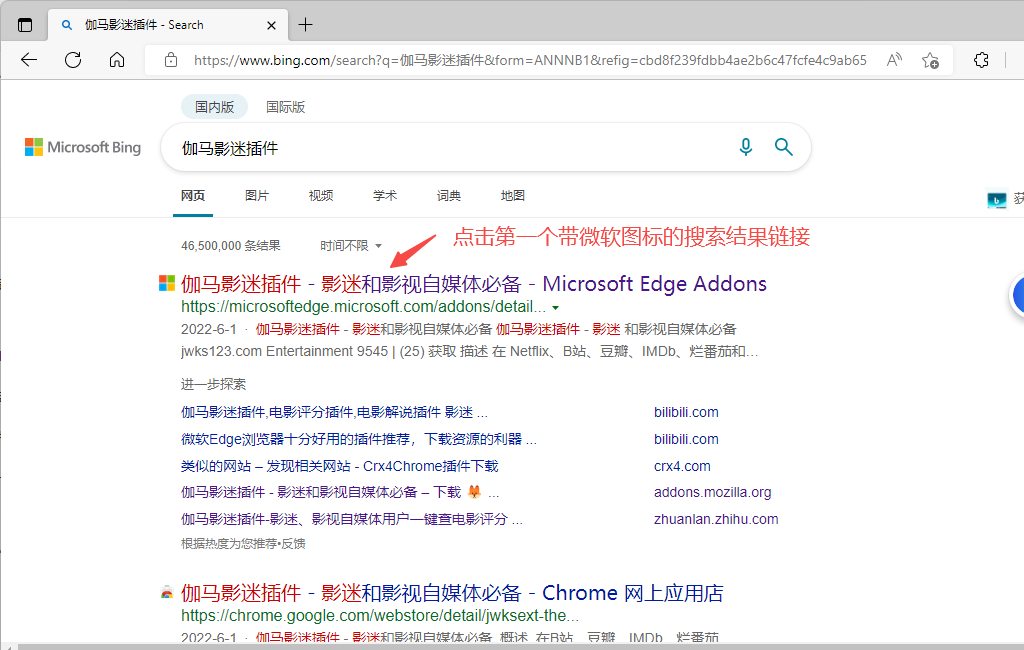 伽马影迷插件 - Search
https://www.bing.com/search?q=伽马影迷插件&form=ANNNB1&refig=cbd8f239fdbb4ae2b6c47fcfe4c9ab65
国内版 国际版
Microsoft Bing
伽马影迷插件
网页 图片 视频 学术 词典 地图
46,500,000 条结果 时间不限
点击第一个带微软图标的搜索结果链接
伽马影迷插件 - 影迷和影视自媒体必备 - Microsoft Edge Addons
https://microsoftedge.microsoft.com/addons/detail...
2022-6-1 · 伽马影迷插件 - 影迷和影视自媒体必备 伽马影迷插件 - 影迷 和影视自媒体必备
jwks123.com Entertainment 9545 | (25) 获取 描述 在 Netflix、B站、豆瓣、IMDb、烂番茄和…
进一步探索
伽马影迷插件,电影评分插件,电影解说插件 影迷 ... bilibili.com
微软Edge浏览器十分好用的插件推荐，下载资源的利器 ... bilibili.com
类似的网站 – 发现相关网站 - Crx4Chrome插件下载 crx4.com
伽马影迷插件 - 影迷和影视自媒体必备 – 下载 🦊 ... addons.mozilla.org
伽马影迷插件-影迷、影视自媒体用户一键查电影评分 ... zhuanlan.zhihu.com
根据热度为您推荐•反馈
伽马影迷插件 - 影迷和影视自媒体必备 - Chrome 网上应用店
https://chrome.google.com/webstore/detail/jwksext-the...
2022-6-1 · 伽马影迷插件 - 影迷和影视自媒体必备 概述 在B站、豆瓣、IMDb、烂番茄